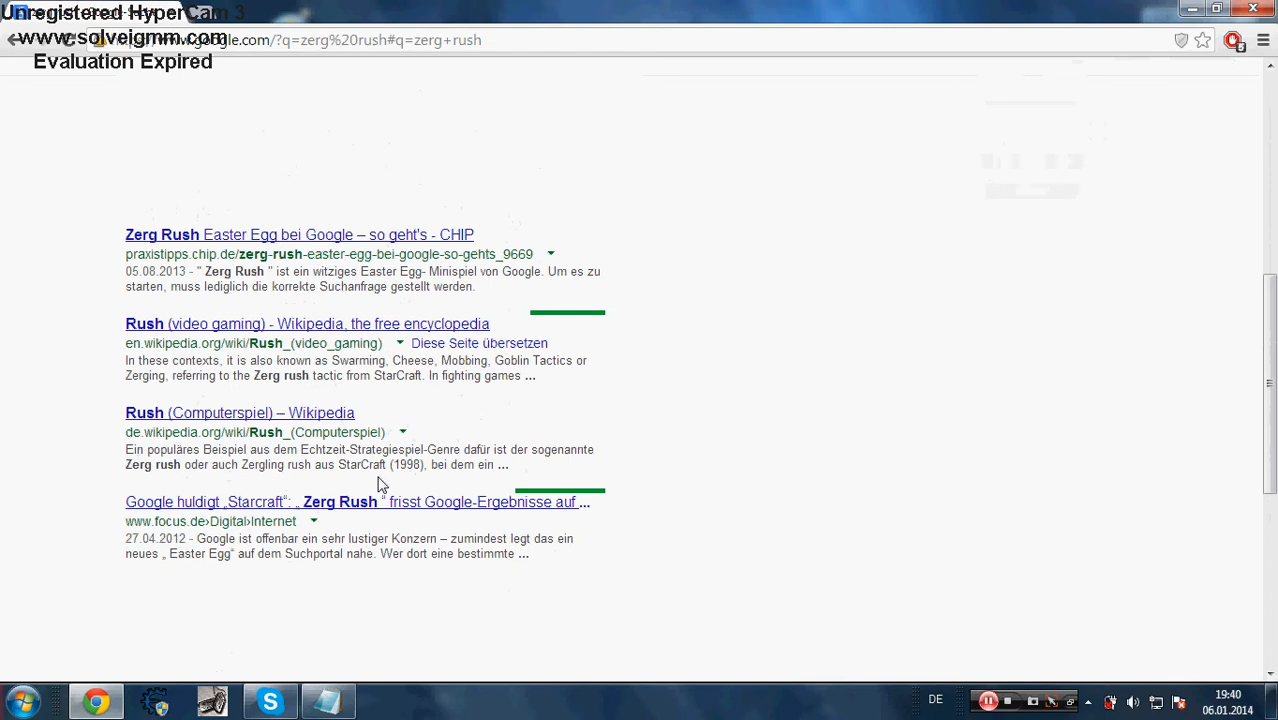 Unregistered HyperCam 3
www.solveigmm.com
Evaluation Expired
www.google.com/?q=zerg%20rush#q=zerg+rush
5
Zerg Rush Easter Egg bei Google – so geht's - CHIP
praxistipps.chip.de/zerg-rush-easter-egg-bei-google-so-gehts_9669
05.08.2013 - " Zerg Rush " ist ein witziges Easter Egg- Minispiel von Google. Um es zu
starten, muss lediglich die korrekte Suchanfrage gestellt werden.
Rush (video gaming) - Wikipedia, the free encyclopedia
en.wikipedia.org/wiki/Rush_(video_gaming) Diese Seite übersetzen
In these contexts, it is also known as Swarming, Cheese, Mobbing, Goblin Tactics or
Zerging, referring to the Zerg rush tactic from StarCraft. In fighting games ...
Rush (Computerspiel) – Wikipedia
de.wikipedia.org/wiki/Rush_(Computerspiel)
Ein populäres Beispiel aus dem Echtzeit-Strategiespiel-Genre dafür ist der sogenannte
Zerg rush oder auch Zergling rush aus StarCraft (1998), bei dem ein ...
Google huldigt „Starcraft“: „ Zerg Rush “ frisst Google-Ergebnisse auf ...
www.focus.de›Digital›Internet
27.04.2012 - Google ist offenbar ein sehr lustiger Konzern – zumindest legt das ein
neues „ Easter Egg“ auf dem Suchportal nahe. Wer dort eine bestimmte ...
DE
19:40
06.01.2014